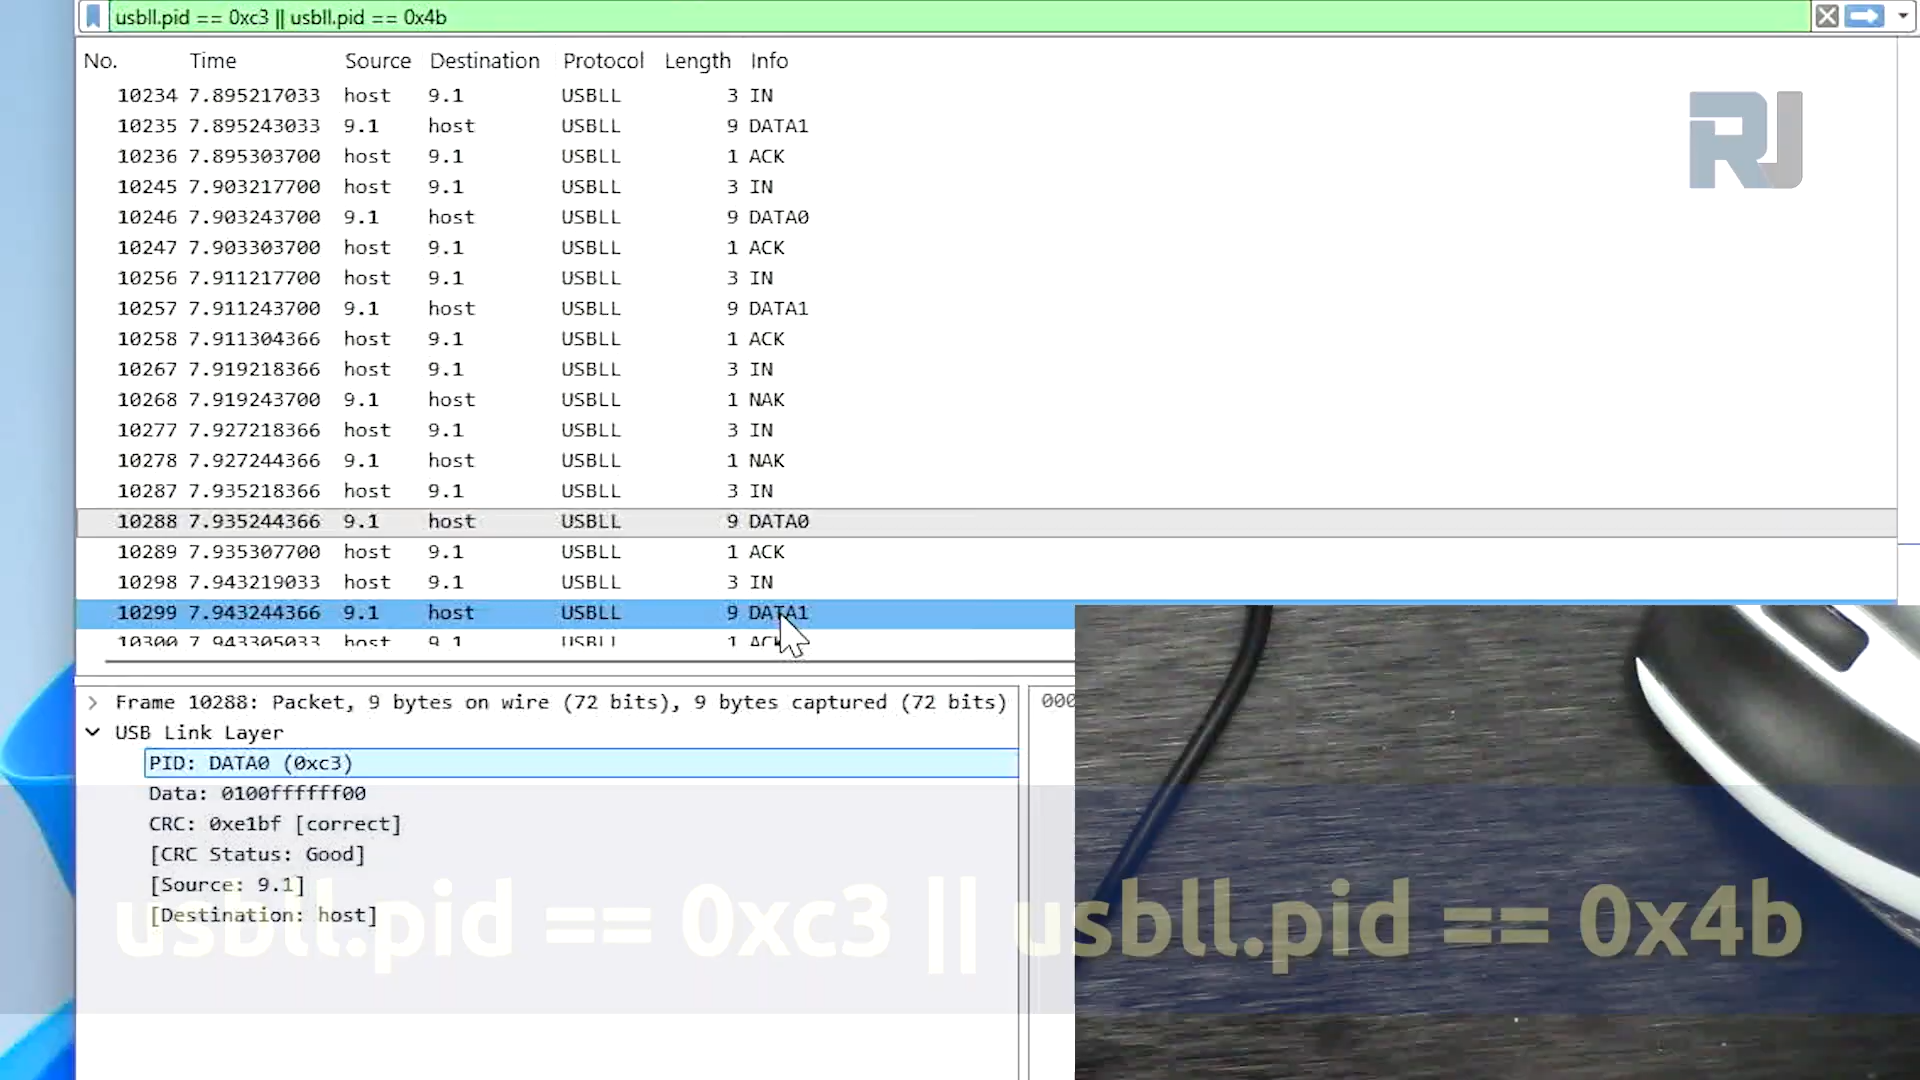 usbll.pid == 0xc3 || usbll.pid == 0x4b
No. Time Source Destination Protocol Length Info
10234 7.895217033 host 9.1 USBLL 3 IN
10235 7.895243033 9.1 host USBLL 9 DATA1
10236 7.895303700 host 9.1 USBLL 1 ACK
10245 7.903217700 host 9.1 USBLL 3 IN
10246 7.903243700 9.1 host USBLL 9 DATA0
10247 7.903303700 host 9.1 USBLL 1 ACK
10256 7.911217700 host 9.1 USBLL 3 IN
10257 7.911243700 9.1 host USBLL 9 DATA1
10258 7.911304366 host 9.1 USBLL 1 ACK
10267 7.919218366 host 9.1 USBLL 3 IN
10268 7.919243700 9.1 host USBLL 1 NAK
10277 7.927218366 host 9.1 USBLL 3 IN
10278 7.927244366 9.1 host USBLL 1 NAK
10287 7.935218366 host 9.1 USBLL 3 IN
10288 7.935244366 9.1 host USBLL 9 DATA0
10289 7.935307700 host 9.1 USBLL 1 ACK
10298 7.943219033 host 9.1 USBLL 3 IN
10299 7.943244366 9.1 host USBLL 9 DATA1
10300 7.943305033 host 9.1 USBLL 1 ACK
RJ
Frame 10288: Packet, 9 bytes on wire (72 bits), 9 bytes captured (72 bits)
USB Link Layer
PID: DATA0 (0xc3)
Data: 0100ffffff00
CRC: 0xe1bf [correct]
[CRC Status: Good]
[Source: 9.1]
[Destination: host]
000
usbll.pid == 0xc3 || usbll.pid == 0x4b